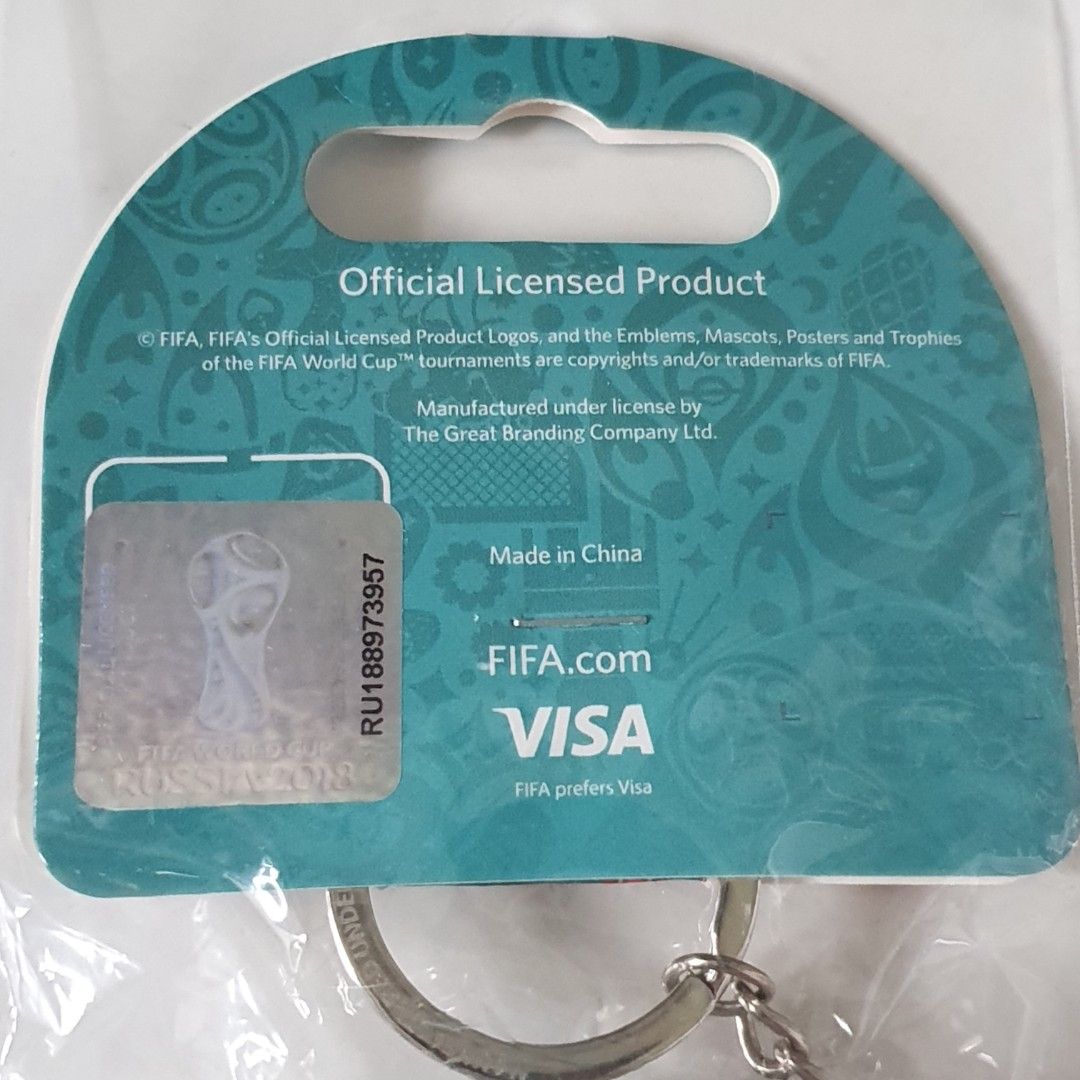 Official Licensed Product
© FIFA, FIFA's Official Licensed Product Logos, and the Emblems, Mascots, Posters and Trophies
of the FIFA World Cup™ tournaments are copyrights and/or trademarks of FIFA.
Manufactured under license by
The Great Branding Company Ltd.
Made in China
RU188973957
FIFA.com
VISA
FIFA WORLD CUP
RUSSIA 2018
FIFA prefers Visa
UNDE